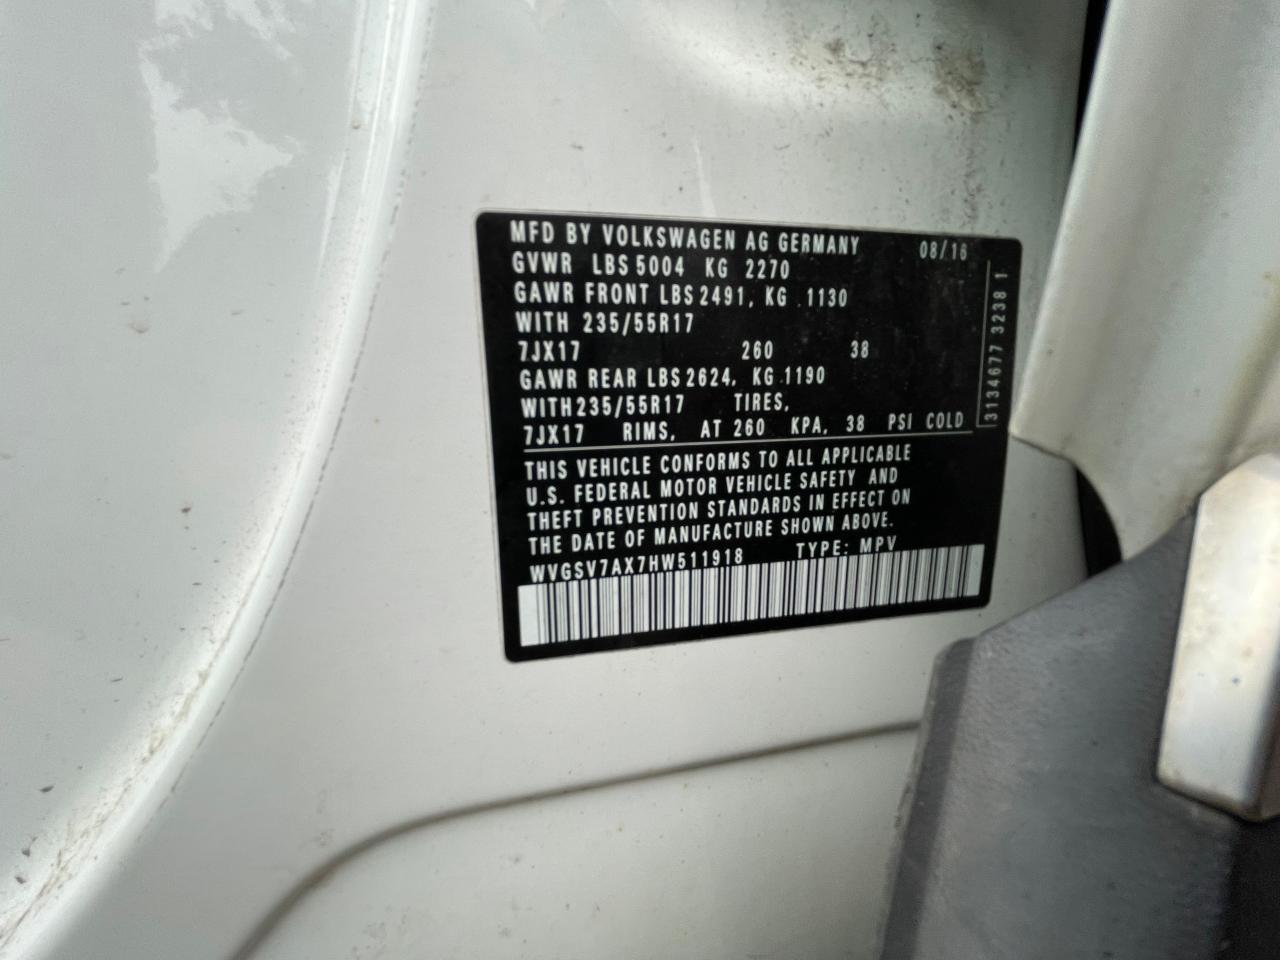 MFD BY VOLKSWAGEN AG GERMANY 08/16
GVWR LBS 5004 KG 2270
GAWR FRONT LBS 2491, KG 1130
WITH 235/55R17
7JX17 260 38
GAWR REAR LBS 2624, KG 1190
WITH 235/55R17 TIRES,
7JX17 RIMS, AT 260 KPA, 38 PSI COLD
THIS VEHICLE CONFORMS TO ALL APPLICABLE
U.S. FEDERAL MOTOR VEHICLE SAFETY AND
THEFT PREVENTION STANDARDS IN EFFECT ON
THE DATE OF MANUFACTURE SHOWN ABOVE.
WVGSV7AX7HW511918 TYPE: MPV
3134677 3238 1